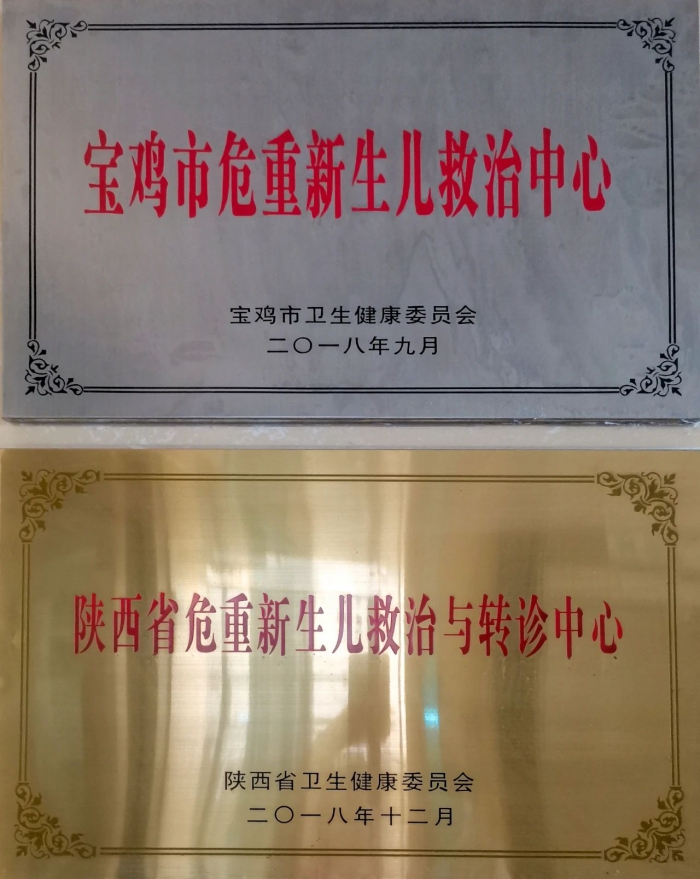 宝鸡市危重新生儿救治中心
宝鸡市卫生健康委员会
二〇一八年九月
陕西省危重新生儿救治与转诊中心
陕西省卫生健康委员会
二〇一八年十二月